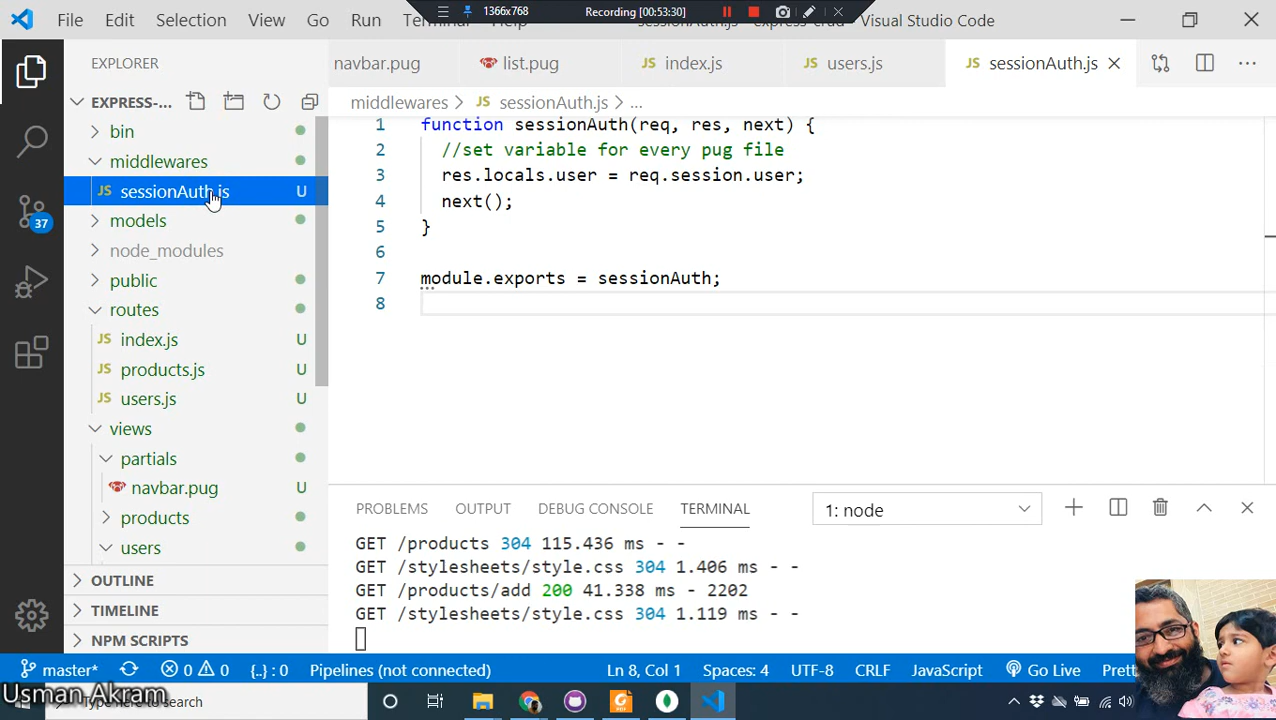 File Edit Selection View Go Run Terminal Help
1366x768 Recording [00:53:30]
Visual Studio Code
EXPLORER
navbar.pug list.pug index.js users.js sessionAuth.js
EXPRESS-...
middlewares > sessionAuth.js > ...
bin
middlewares
sessionAuth.js U
models
node_modules
public
routes
index.js U
products.js U
users.js U
views
partials
navbar.pug U
products
users
OUTLINE
TIMELINE
NPM SCRIPTS
37
1 function sessionAuth(req, res, next) {
2 //set variable for every pug file
3 res.locals.user = req.session.user;
4 next();
5 }
6
7 module.exports = sessionAuth;
8
PROBLEMS OUTPUT DEBUG CONSOLE TERMINAL 1: node
GET /products 304 115.436 ms - -
GET /stylesheets/style.css 304 1.406 ms - -
GET /products/add 200 41.338 ms - 2202
GET /stylesheets/style.css 304 1.119 ms - -
master* 0 0 {..} : 0 Pipelines (not connected) Ln 8, Col 1 Spaces: 4 UTF-8 CRLF JavaScript Go Live
Usman Akram
here to search